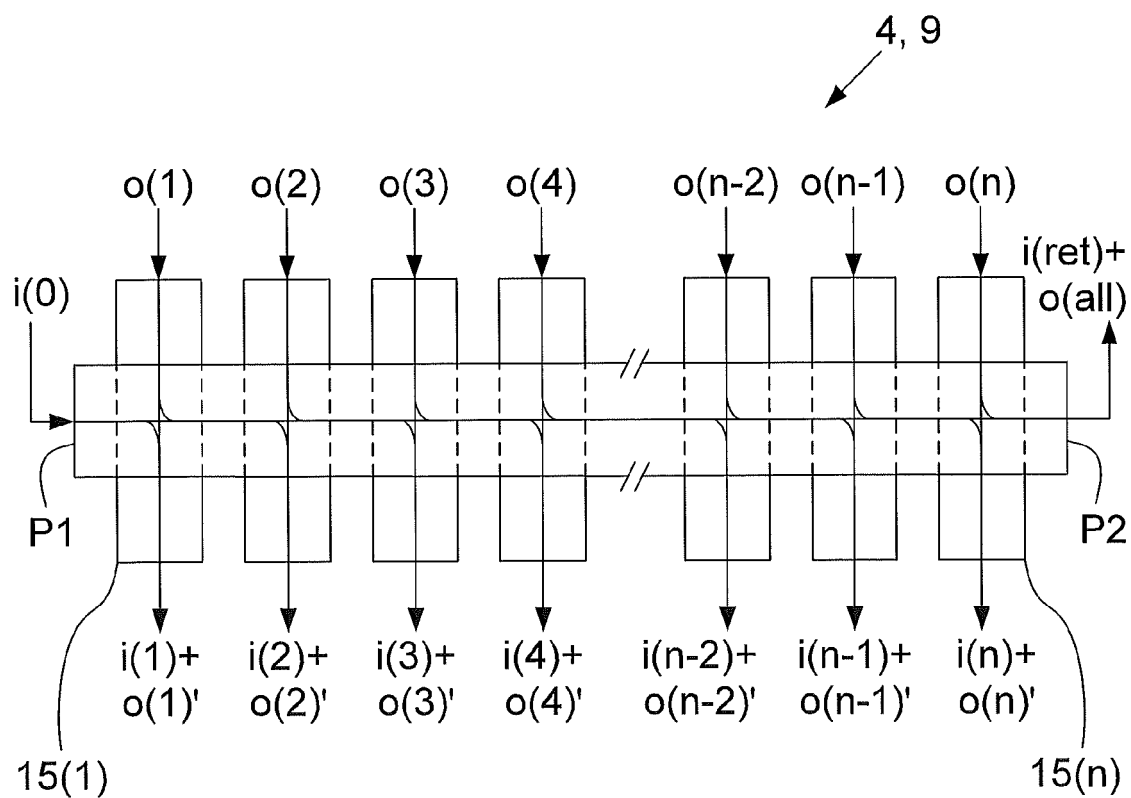 4, 9
o(1) o(2) o(3) o(4) o(n-2) o(n-1) o(n)
i(ret)+
o(all)
i(0)
P1 P2
i(1)+ i(2)+ i(3)+ i(4)+ i(n-2)+ i(n-1)+ i(n)+
o(1)' o(2)' o(3)' o(4)' o(n-2)' o(n-1)' o(n)'
15(1) 15(n)